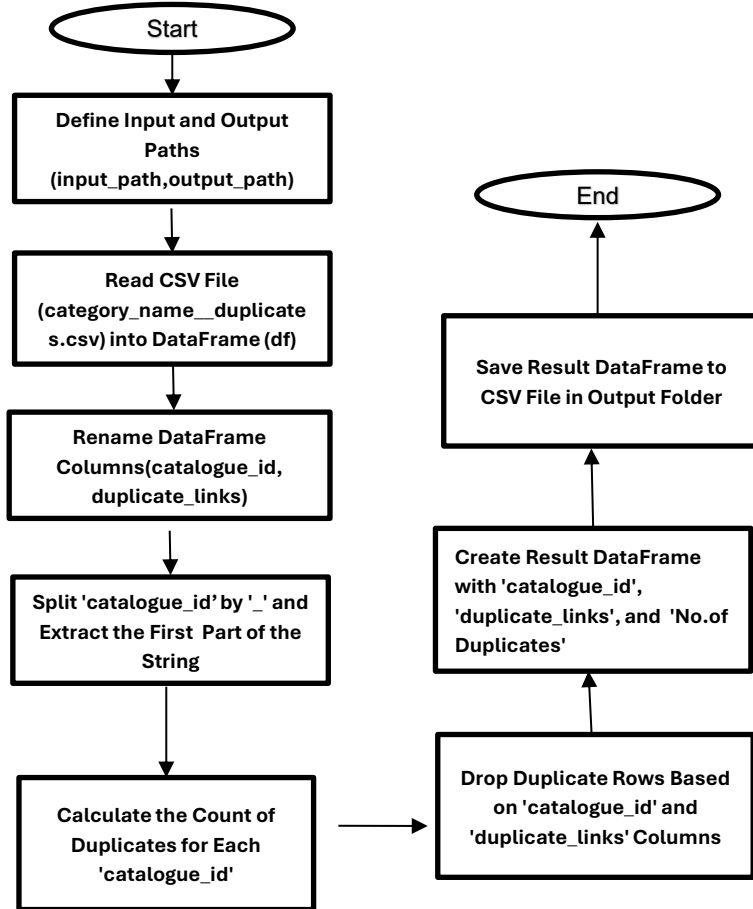 Start
Define Input and Output
Paths
(input_path,output_path)
Read CSV File
(category_name__duplicate
s.csv) into DataFrame (df)
Rename DataFrame
Columns(catalogue_id,
duplicate_links)
Split 'catalogue_id’ by '_' and
Extract the First  Part of the
String
Calculate the Count of
Duplicates for Each
'catalogue_id'
Drop Duplicate Rows Based
on 'catalogue_id' and
'duplicate_links' Columns
Create Result DataFrame
with 'catalogue_id',
'duplicate_links', and  'No.of
Duplicates'
Save Result DataFrame to
CSV File in Output Folder
End